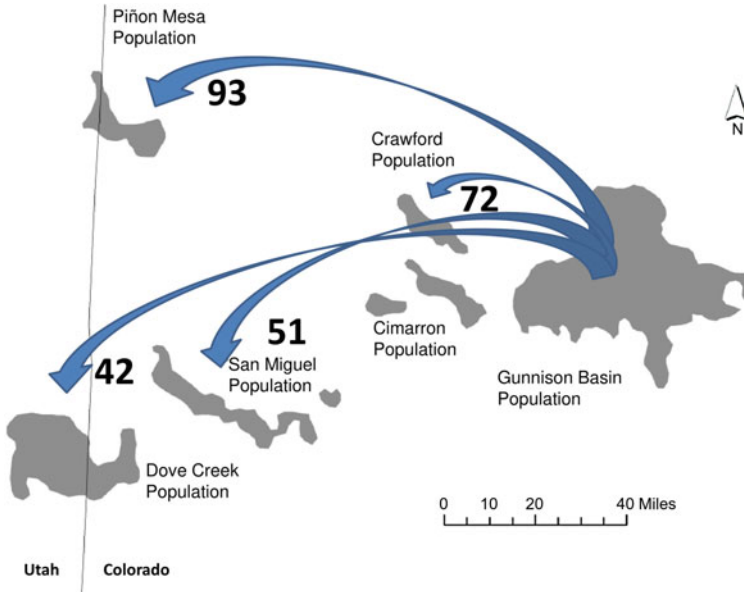 Piñon Mesa
Population
93
N
Crawford
Population
72
Cimarron
Population
51
San Miguel
Population
42
Gunnison Basin
Population
Dove Creek
Population
0 10 20 40 Miles
Utah Colorado